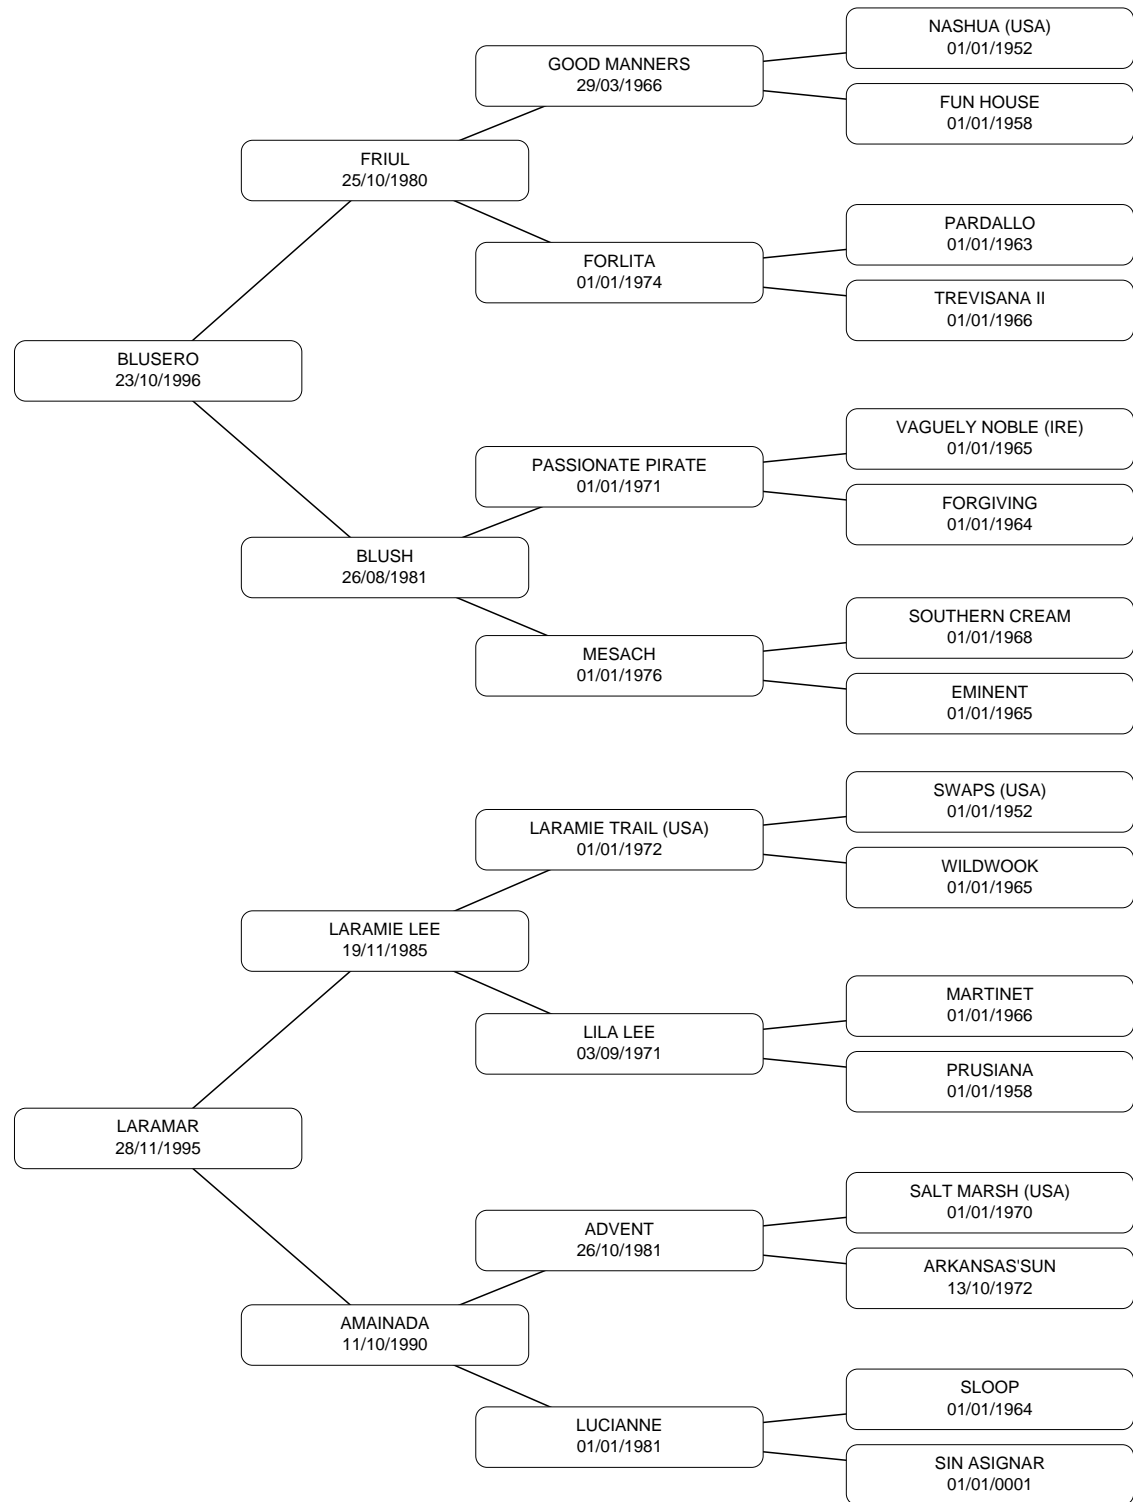 NASHUA (USA)
01/01/1952
GOOD MANNERS
29/03/1966
FUN HOUSE
01/01/1958
FRIUL
25/10/1980
PARDALLO
01/01/1963
FORLITA
01/01/1974
TREVISANA II
01/01/1966
BLUSERO
23/10/1996
VAGUELY NOBLE (IRE)
01/01/1965
PASSIONATE PIRATE
01/01/1971
FORGIVING
01/01/1964
BLUSH
26/08/1981
SOUTHERN CREAM
01/01/1968
MESACH
01/01/1976
EMINENT
01/01/1965
SWAPS (USA)
01/01/1952
LARAMIE TRAIL (USA)
01/01/1972
WILDWOOK
01/01/1965
LARAMIE LEE
19/11/1985
MARTINET
01/01/1966
LILA LEE
03/09/1971
PRUSIANA
01/01/1958
LARAMAR
28/11/1995
SALT MARSH (USA)
01/01/1970
ADVENT
26/10/1981
ARKANSAS'SUN
13/10/1972
AMAINADA
11/10/1990
SLOOP
01/01/1964
LUCIANNE
01/01/1981
SIN ASIGNAR
01/01/0001